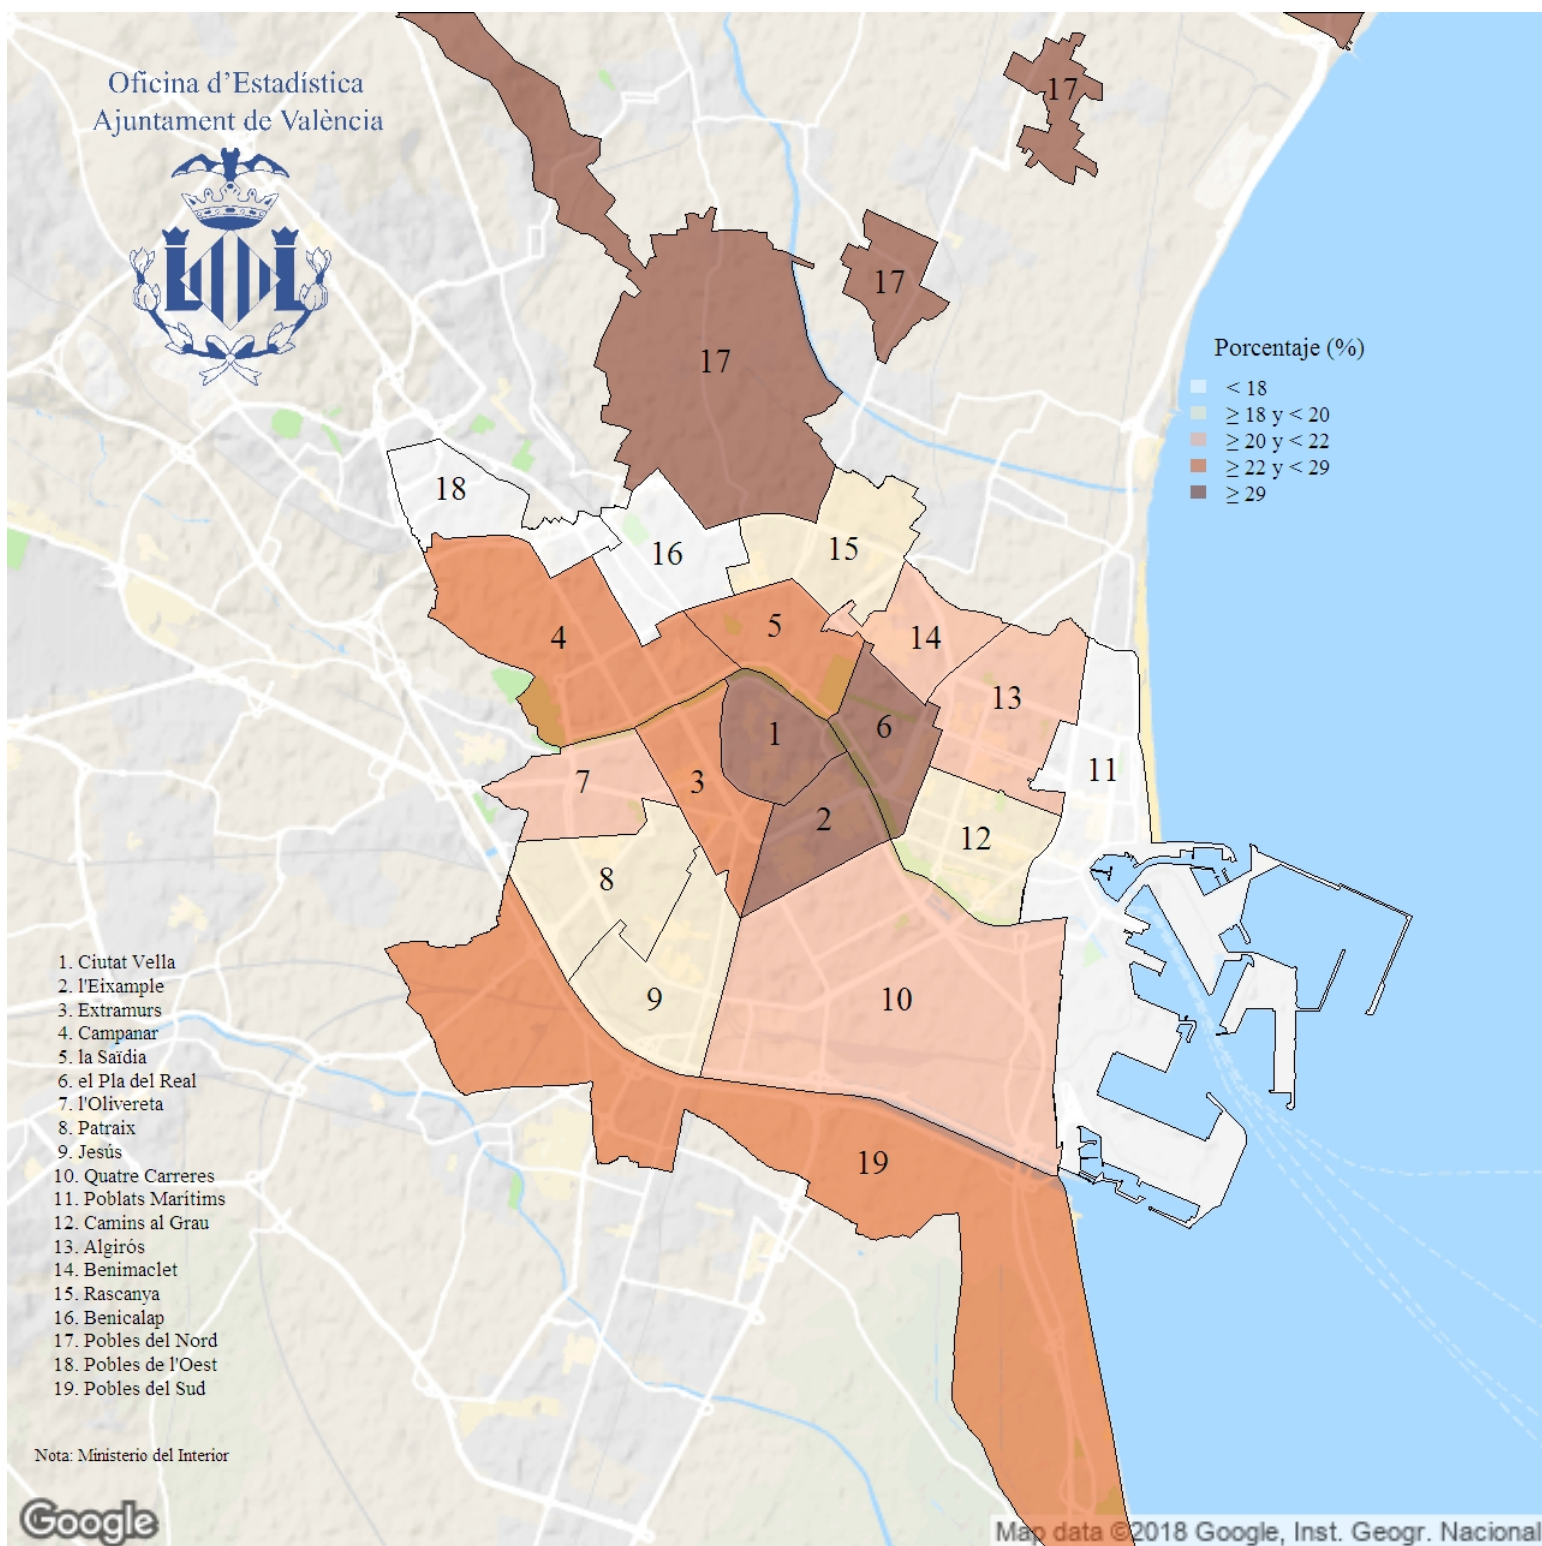 Oficina d'Estadística
Ajuntament de València
17
17
17
Porcentaje (%)
< 18
≥ 18 y < 20
≥ 20 y < 22
≥ 22 y < 29
≥ 29
18
16
15
4
5
14
13
1
6
7
3
11
2
12
8
9
10
19
1. Ciutat Vella
2. l'Eixample
3. Extramurs
4. Campanar
5. la Saïdia
6. el Pla del Real
7. l'Olivereta
8. Patraix
9. Jesús
10. Quatre Carreres
11. Poblats Marítims
12. Camins al Grau
13. Algirós
14. Benimaclet
15. Rascanya
16. Benicalap
17. Pobles del Nord
18. Pobles de l'Oest
19. Pobles del Sud
Nota: Ministerio del Interior
Google
Map data ©2018 Google, Inst. Geogr. Nacional